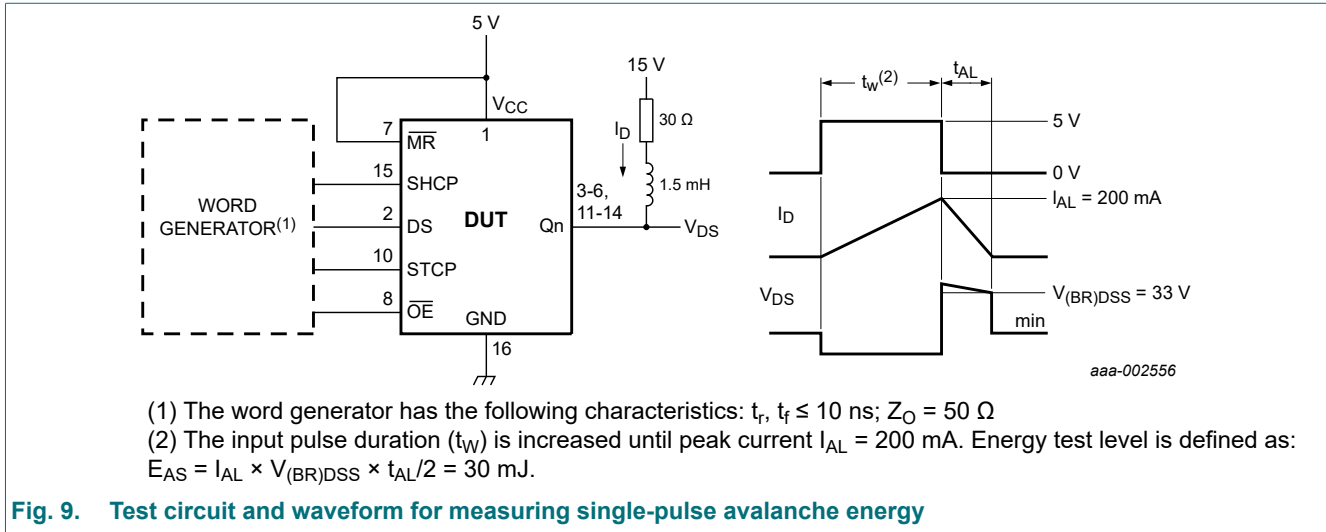 5 V
15 V
VCC
1
7
MR
30 Ω
ID
1.5 mH
15
SHCP
2
DS
DUT
Qn
3-6,
11-14
VDS
10
STCP
8
OE
GND
16
WORD
GENERATOR(1)
tW(2)
tAL
5 V
0 V
IAL = 200 mA
ID
VDS
V(BR)DSS = 33 V
min
aaa-002556
(1) The word generator has the following characteristics: tr, tf ≤ 10 ns; ZO = 50 Ω
(2) The input pulse duration (tW) is increased until peak current IAL = 200 mA. Energy test level is defined as:
EAS = IAL × V(BR)DSS × tAL/2 = 30 mJ.
Fig. 9. Test circuit and waveform for measuring single-pulse avalanche energy